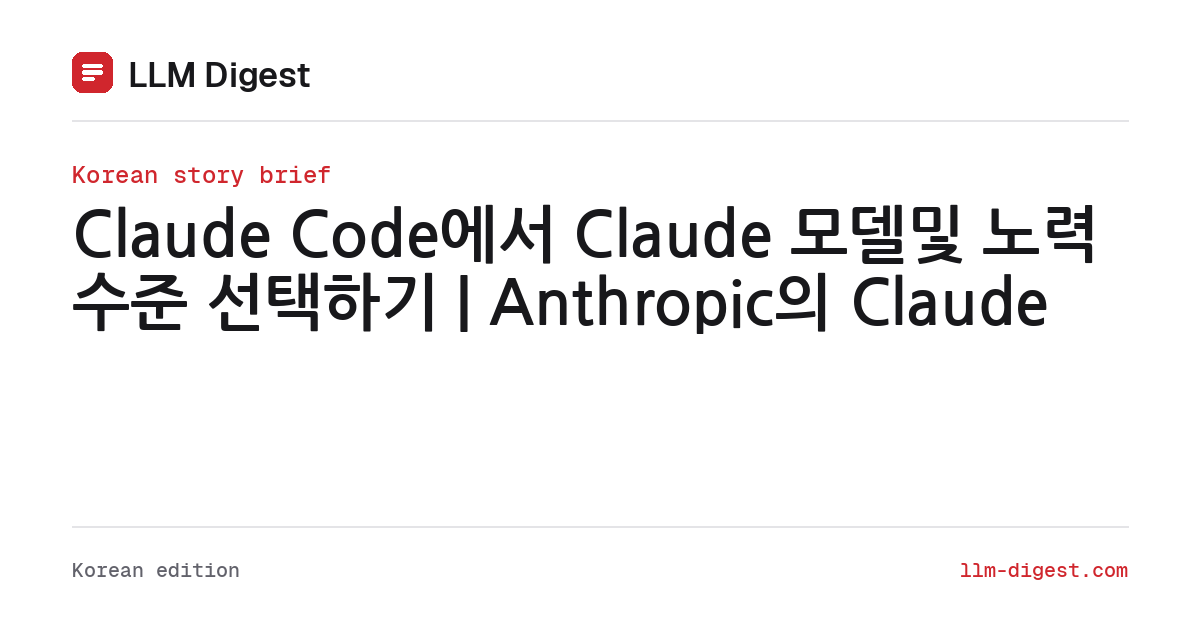 LLM Digest
Korean story brief
Claude Code에서 Claude 모델및 노력
수준 선택하기 | Anthropic의 Claude
Korean edition
llm-digest.com